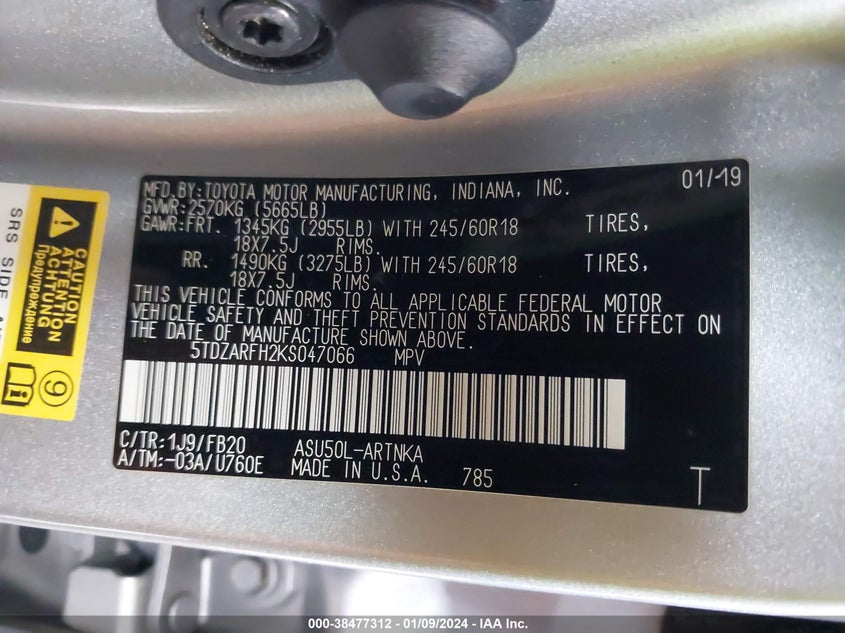 MFD.BY:TOYOTA MOTOR MANUFACTURING, INDIANA, INC. 01/19
GVWR:2570KG (5665LB)
GAWR:FRT. 1345KG (2955LB) WITH 245/60R18 TIRES,
18X7.5J RIMS.
RR. 1490KG (3275LB) WITH 245/60R18 TIRES,
18X7.5J RIMS.
THIS VEHICLE CONFORMS TO ALL APPLICABLE FEDERAL MOTOR
VEHICLE SAFETY AND THEFT PREVENTION STANDARDS IN EFFECT ON
THE DATE OF MANUFACTURE SHOWN ABOVE.
5TDZARFH2KS047066 MPV
C/TR:1J9/FB20 ASU50L-ARTNKA
A/TM:-03A/U760E MADE IN U.S.A. 785 T
CAUTION
ATTENTION
ACHTUNG
Предупреждение
9
SRS SIDE
000-38477312 - 01/09/2024 - IAA Inc.